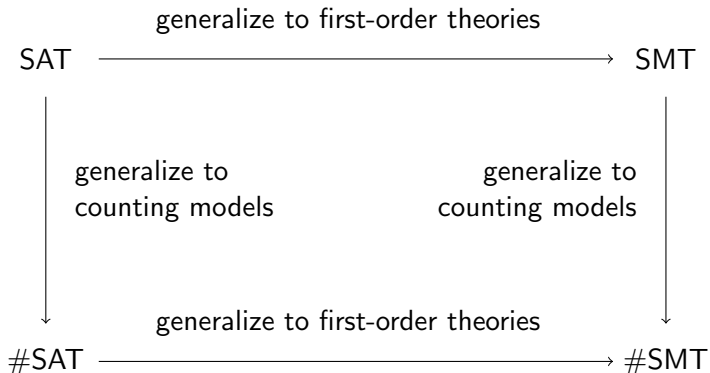 generalize to first-order theories
SAT
SMT
generalize to
counting models
generalize to
counting models
generalize to first-order theories
#SAT
#SMT